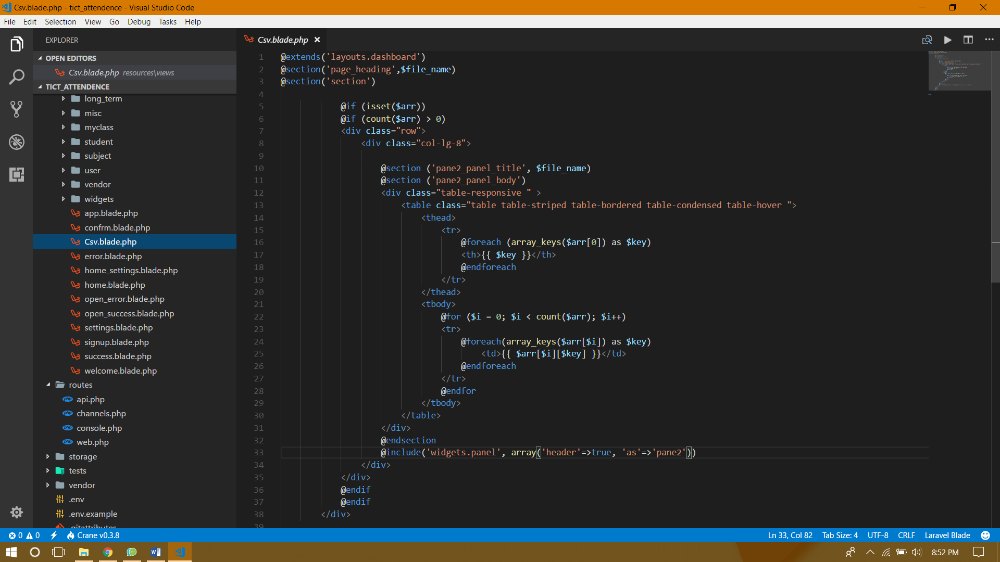 Csv.blade.php - tict_attendence - Visual Studio Code
File Edit Selection View Go Debug Tasks Help
EXPLORER
OPEN EDITORS
Csv.blade.php resources\views
TICT_ATTENDENCE
long_term
misc
myclass
student
subject
user
vendor
widgets
app.blade.php
confrm.blade.php
Csv.blade.php
error.blade.php
home_settings.blade.php
home.blade.php
open_error.blade.php
open_success.blade.php
settings.blade.php
signup.blade.php
success.blade.php
welcome.blade.php
routes
api.php
channels.php
console.php
web.php
storage
tests
vendor
.env
.env.example
.gitattributes
Csv.blade.php
1 @extends('layouts.dashboard')
2 @section('page_heading',$file_name)
3 @section('section')
4
5 @if (isset($arr))
6 @if (count($arr) > 0)
7 <div class="row">
8 <div class="col-lg-8">
9
10 @section ('pane2_panel_title', $file_name)
11 @section ('pane2_panel_body')
12 <div class="table-responsive " >
13 <table class="table table-striped table-bordered table-condensed table-hover ">
14 <thead>
15 <tr>
16 @foreach (array_keys($arr[0]) as $key)
17 <th>{{ $key }}</th>
18 @endforeach
19 </tr>
20 </thead>
21 <tbody>
22 @for ($i = 0; $i < count($arr); $i++)
23 <tr>
24 @foreach(array_keys($arr[$i]) as $key)
25 <td>{{ $arr[$i][$key] }}</td>
26 @endforeach
27 </tr>
28 @endfor
29 </tbody>
30 </table>
31 </div>
32 @endsection
33 @include('widgets.panel', array('header'=>true, 'as'=>'pane2'))
34 </div>
35 </div>
36 @endif
37 @endif
38 </div>
39
0 0 Crane v0.3.8 Ln 33, Col 82 Tab Size: 4 UTF-8 CRLF Laravel Blade
8:52 PM